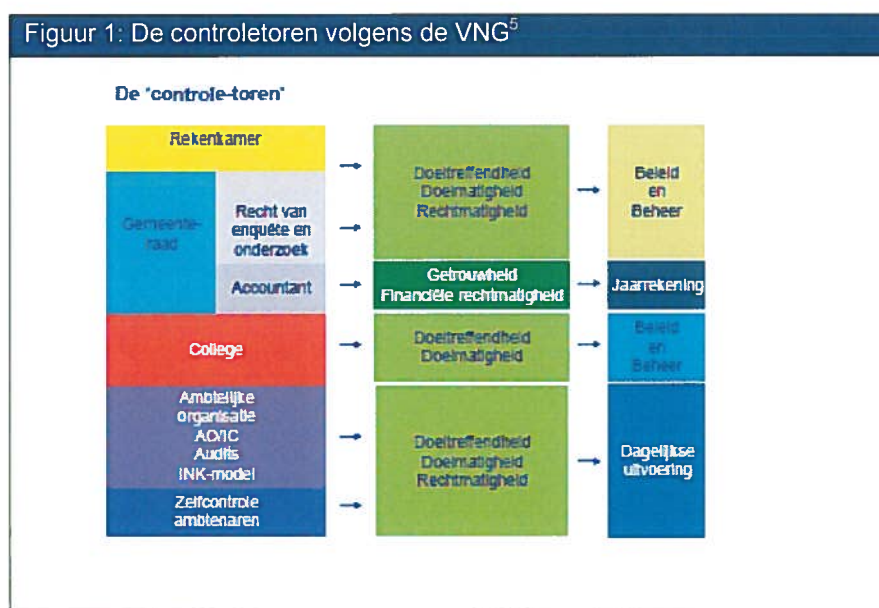 Figuur 1: De controletoren volgens de VNG5
De 'controle-toren'
Rekenkamer
Gemeente-
raad
Recht van
enquête en
onderzoek
Accountant
College
Ambtelijke
organisatie
AO/IC
Audits
INK-model
Zelfcontrole
ambtenaren
Doeltreffendheid
Doelmatigheid
Rechtmatigheid
Getrouwheid
Financiële rechtmatigheid
Doeltreffendheid
Doelmatigheid
Doeltreffendheid
Doelmatigheid
Rechtmatigheid
Beleid
en
Beheer
Jaarrekening
Beleid
en
Beheer
Dagelijkse
uitvoering